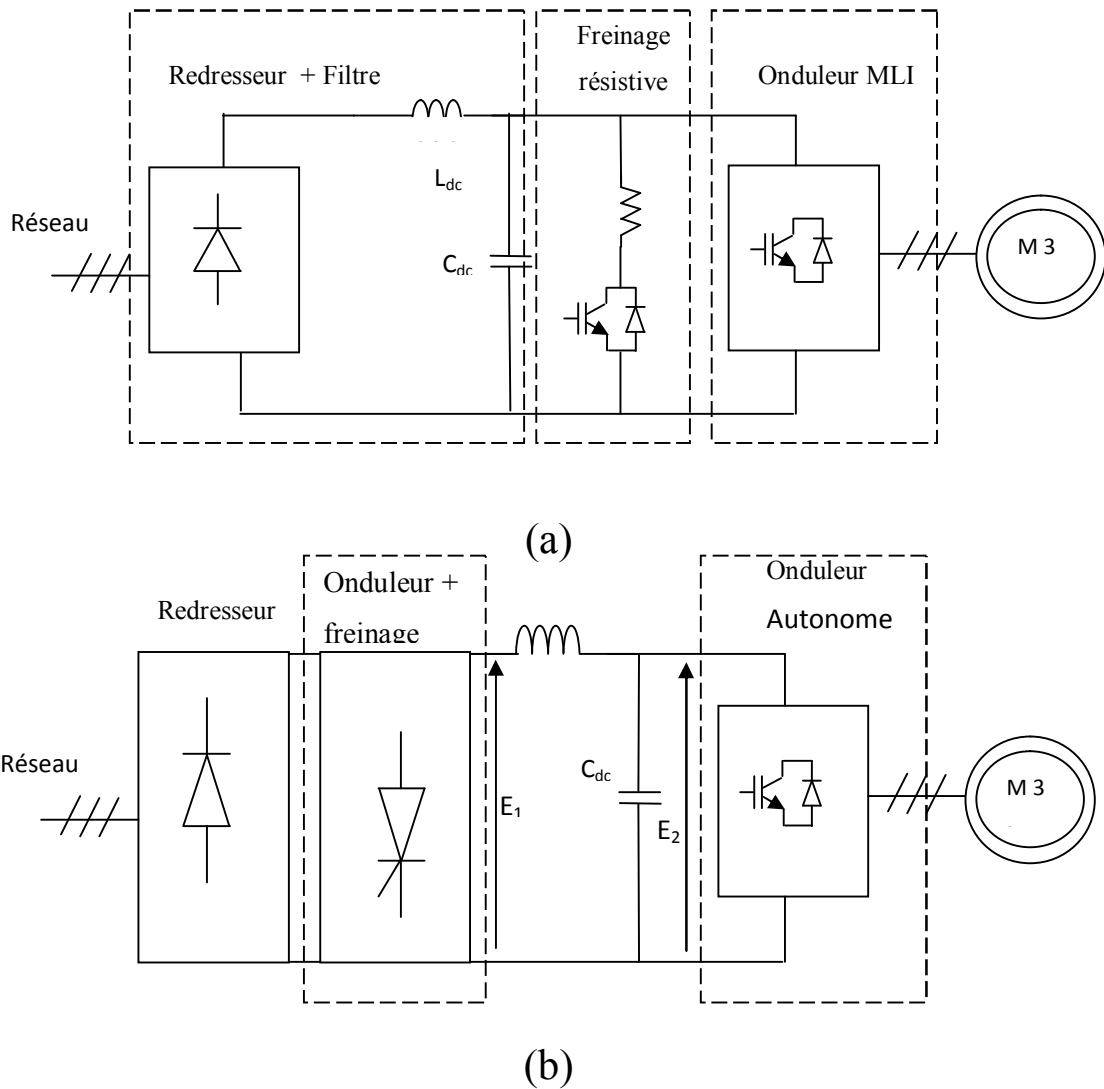 Freinage
résistive
Redresseur + Filtre
Onduleur MLI
Ldc
Réseau
Cdc
M 3
(a)
Onduleur +
freinage
Redresseur
Onduleur
Autonome
Réseau
Cdc
E1
E2
M 3
(b)